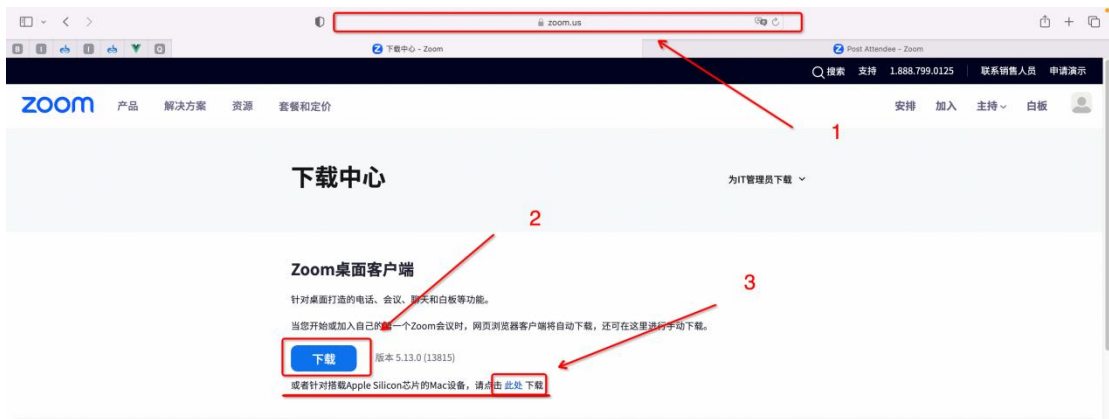 zoom.us
下载中心 - Zoom
Post Attendee - Zoom
搜索 支持 1.888.799.0125 联系销售人员 申请演示
zoom 产品 解决方案 资源 套餐和定价 安排 加入 主持 白板
1
下载中心
为IT管理员下载
2
Zoom桌面客户端
3
针对桌面打造的电话、会议、聊天和白板等功能。
当您开始或加入自己的第一个Zoom会议时，网页浏览器客户端将自动下载，还可在这里进行手动下载。
下载 版本 5.13.0 (13815)
或者针对搭载Apple Silicon芯片的Mac设备，请点击 此处 下载